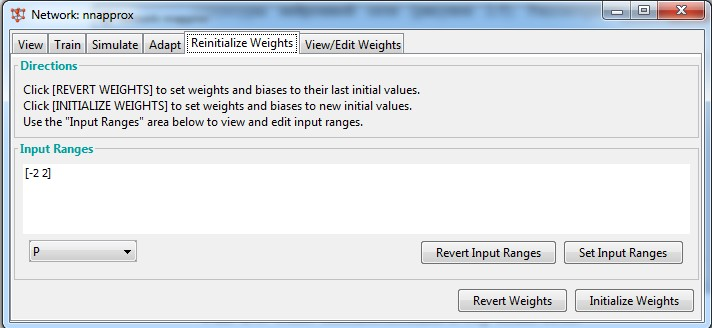 Network: nnapprox
View Train Simulate Adapt Reinitialize Weights View/Edit Weights
Directions
Click [REVERT WEIGHTS] to set weights and biases to their last initial values.
Click [INITIALIZE WEIGHTS] to set weights and biases to new initial values.
Use the "Input Ranges" area below to view and edit input ranges.
Input Ranges
[-2 2]
P Revert Input Ranges Set Input Ranges
Revert Weights Initialize Weights